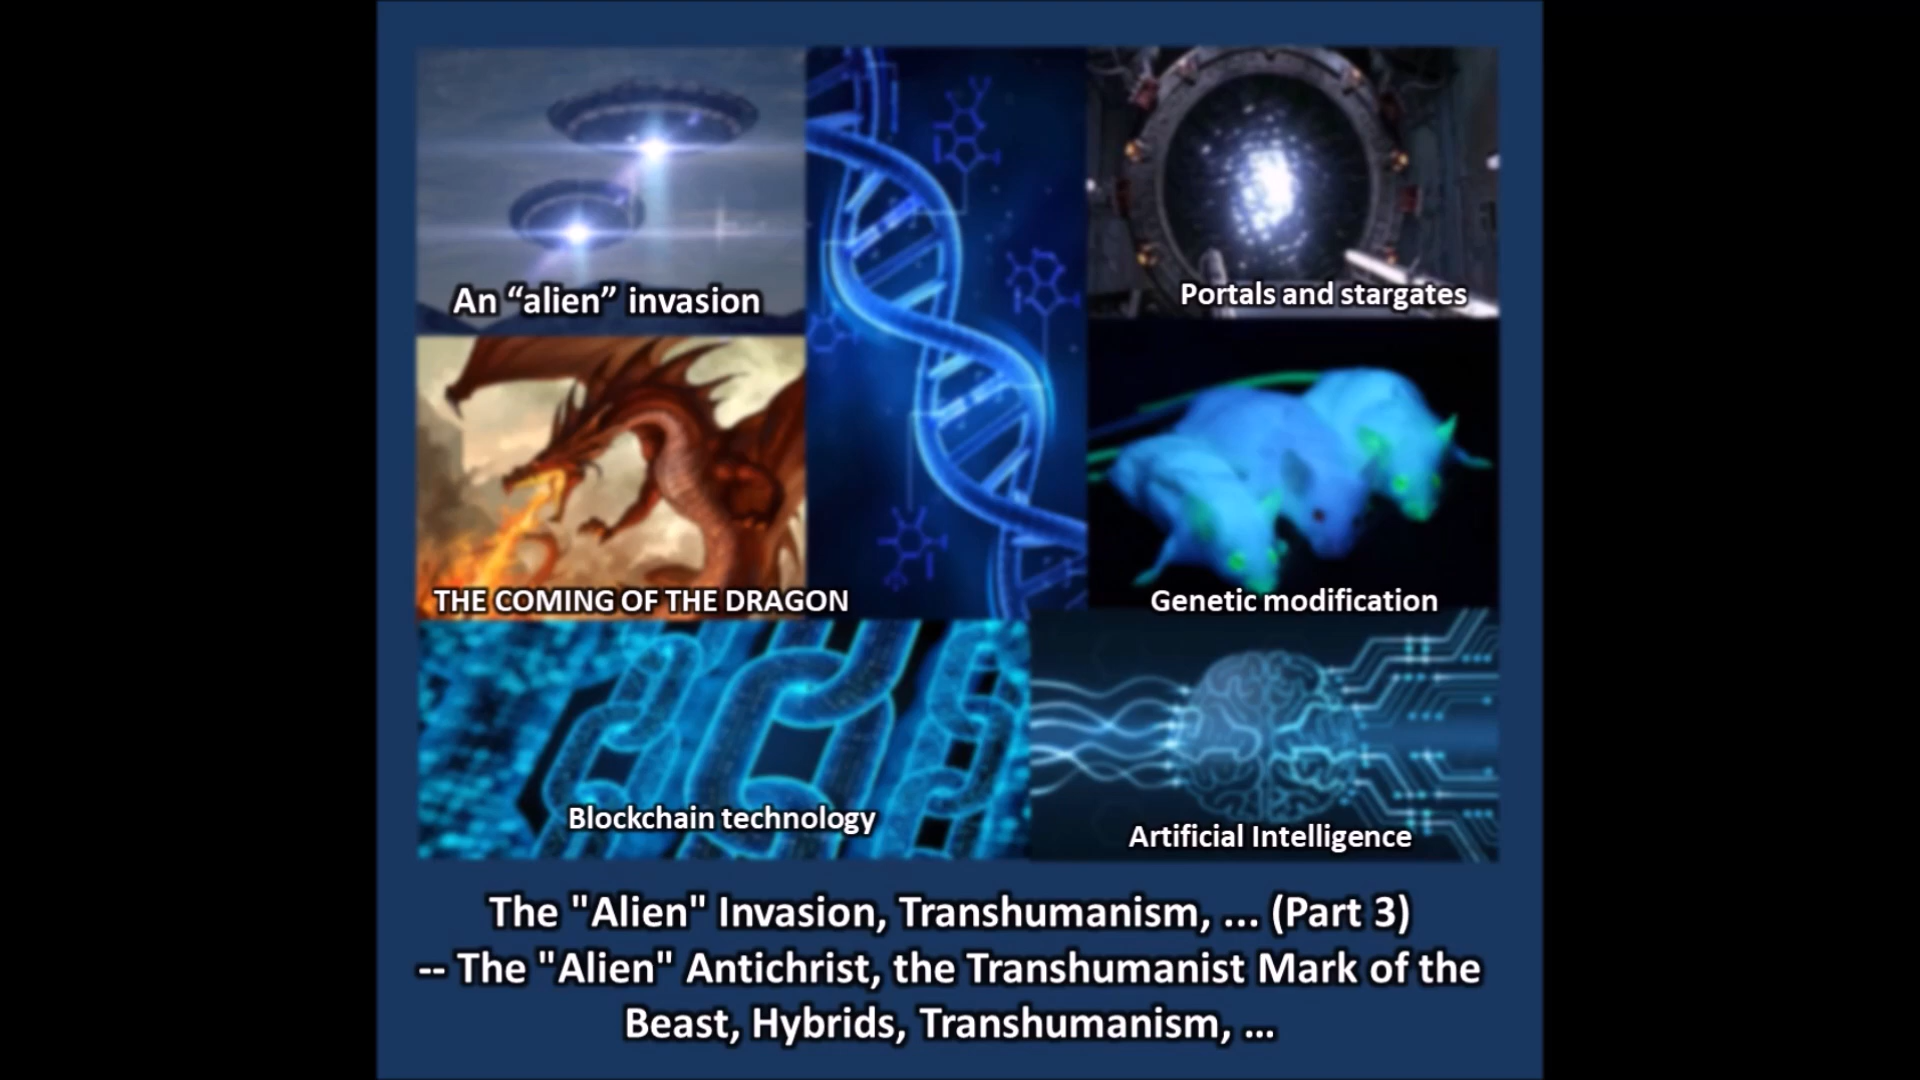 An “alien” invasion
Portals and stargates
THE COMING OF THE DRAGON
Genetic modification
Blockchain technology
Artificial Intelligence
The "Alien" Invasion, Transhumanism, ... (Part 3)
-- The "Alien" Antichrist, the Transhumanist Mark of the
Beast, Hybrids, Transhumanism, ...